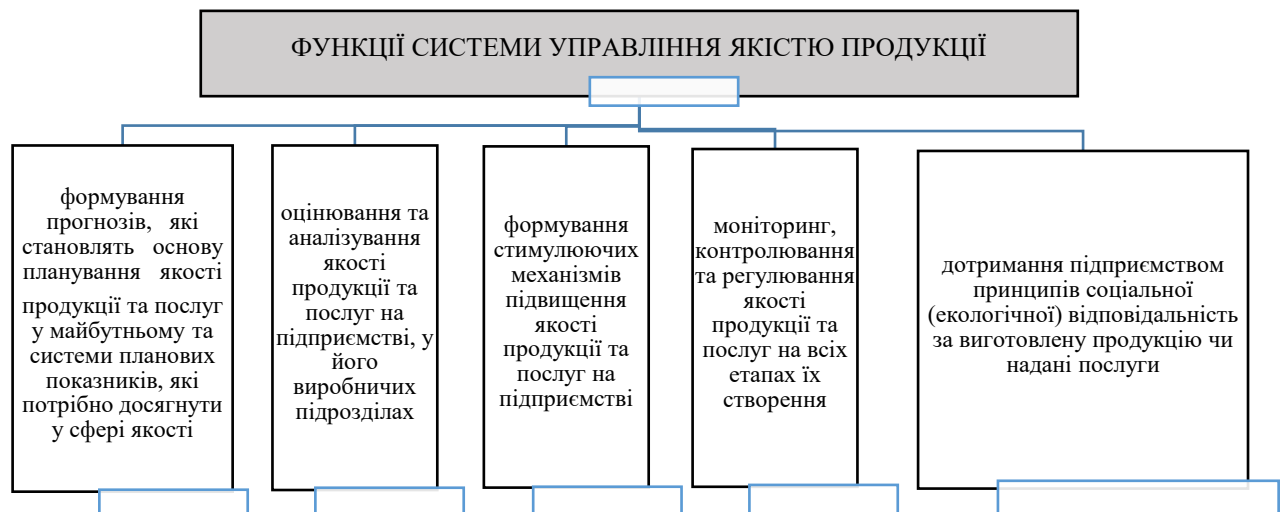 ФУНКЦІЇ СИСТЕМИ УПРАВЛІННЯ ЯКІСТЮ ПРОДУКЦІЇ
формування
прогнозів, які
становлять основу
планування якості
продукції та послуг
у майбутньому та
системи планових
показників, які
потрібно досягнути
у сфері якості
оцінювання та
аналізування
якості
продукції та
послуг на
підприємстві, у
його
виробничих
підрозділах
формування
стимулюючих
механізмів
підвищення
якості
продукції та
послуг на
підприємстві
моніторинг,
контролювання
та регулювання
якості
продукції та
послуг на всіх
етапах їх
створення
дотримання підприємством
принципів соціальної
(екологічної) відповідальність
за виготовлену продукцію чи
надані послуги